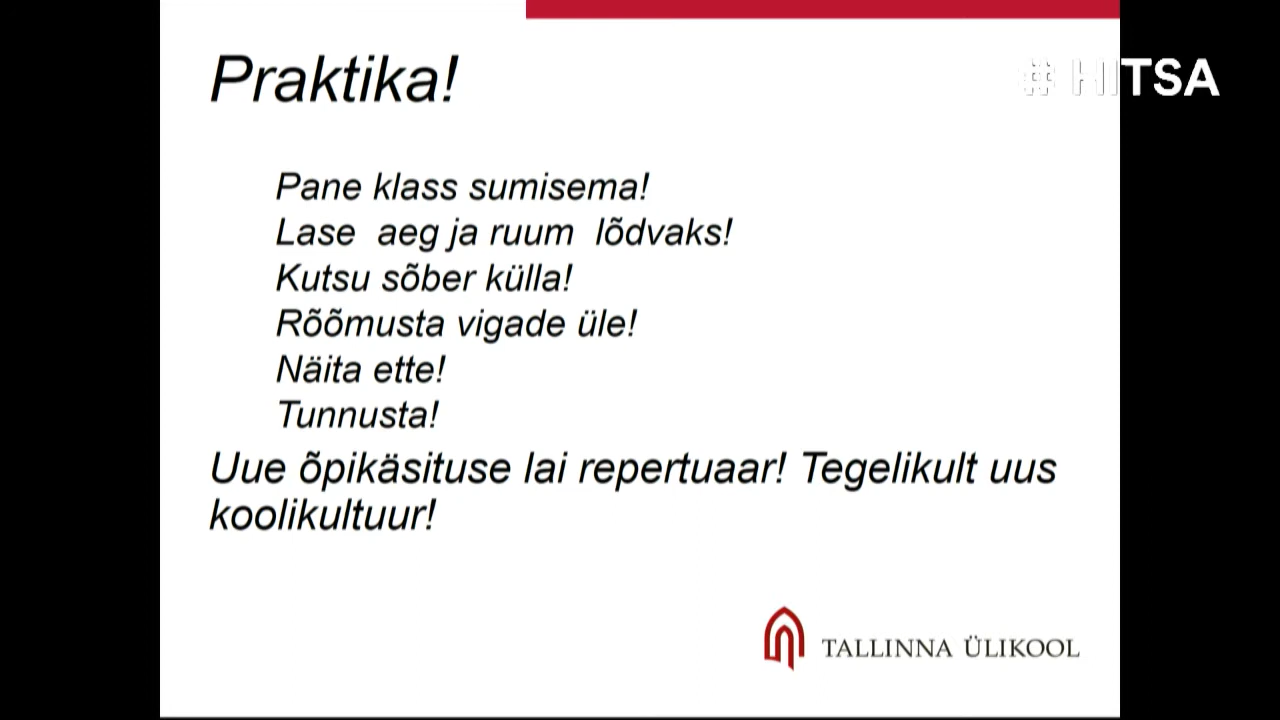 Praktika!
# HITSA
Pane klass sumisema!
Lase aeg ja ruum lõdvaks!
Kutsu sõber külla!
Rõõmusta vigade üle!
Näita ette!
Tunnusta!
Uue õpikäsituse lai repertuaar! Tegelikult uus
koolikultuur!
TALLINNA ÜLIKOOL